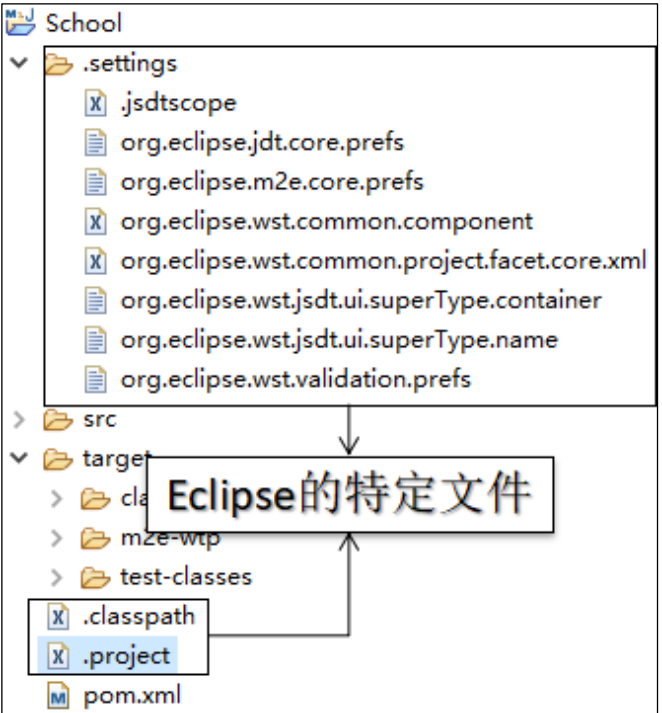 School
.settings
.jsdtscope
org.eclipse.jdt.core.prefs
org.eclipse.m2e.core.prefs
org.eclipse.wst.common.component
org.eclipse.wst.common.project.facet.core.xml
org.eclipse.wst.jsdt.ui.superType.container
org.eclipse.wst.jsdt.ui.superType.name
org.eclipse.wst.validation.prefs
src
target
Eclipse的特定文件
m2e-wtp
test-classes
.classpath
.project
pom.xml